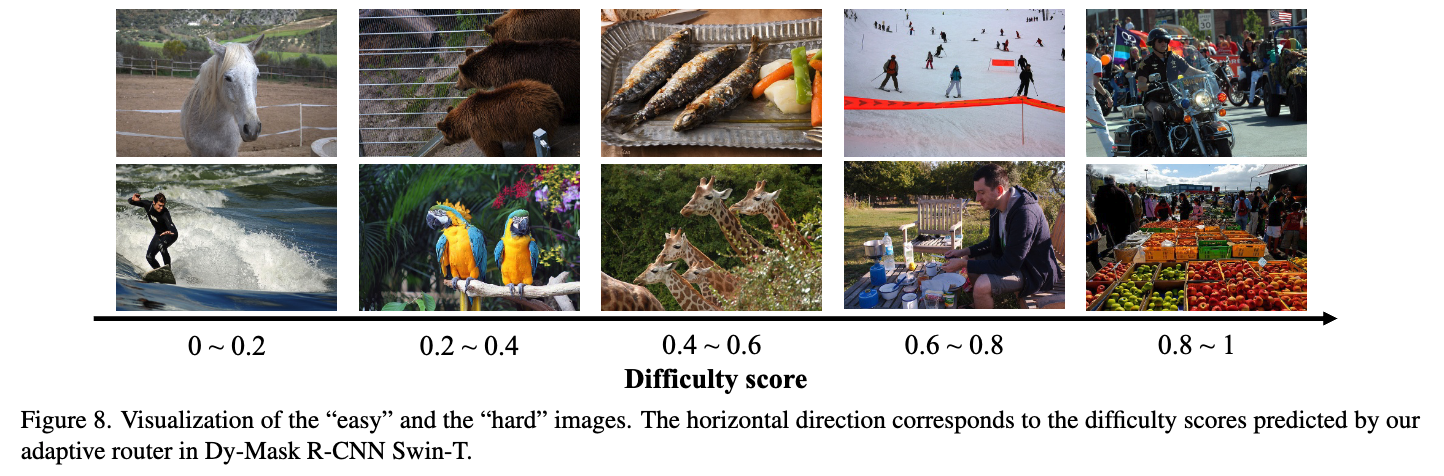 0 ~ 0.2
0.2 ~ 0.4
0.4 ~ 0.6
0.6 ~ 0.8
0.8 ~ 1
Difficulty score
Figure 8. Visualization of the “easy” and the “hard” images. The horizontal direction corresponds to the difficulty scores predicted by our
adaptive router in Dy-Mask R-CNN Swin-T.